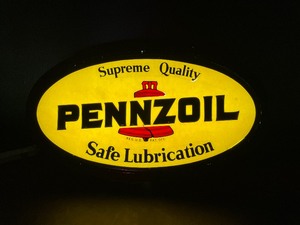 Supreme Quality
PENNZOIL
Safe Lubrication